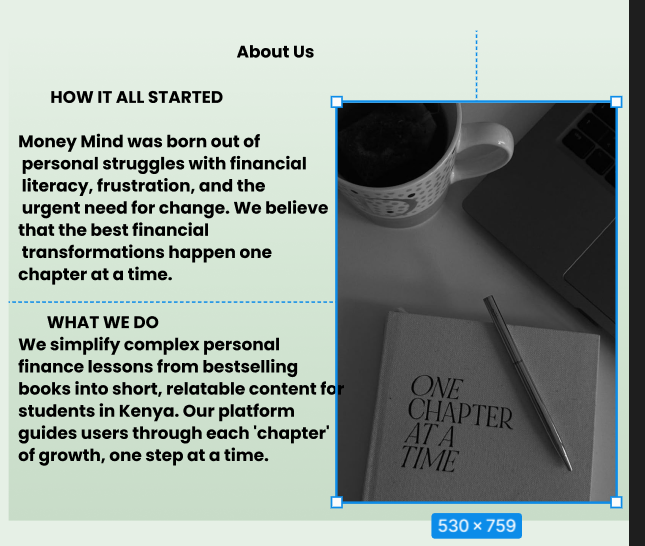 About Us
HOW IT ALL STARTED
Money Mind was born out of
personal struggles with financial
literacy, frustration, and the
urgent need for change. We believe
that the best financial
transformations happen one
chapter at a time.
WHAT WE DO
We simplify complex personal
finance lessons from bestselling
books into short, relatable content for
students in Kenya. Our platform
guides users through each 'chapter'
of growth, one step at a time.
ONE
CHAPTER
AT A
TIME
530 × 759